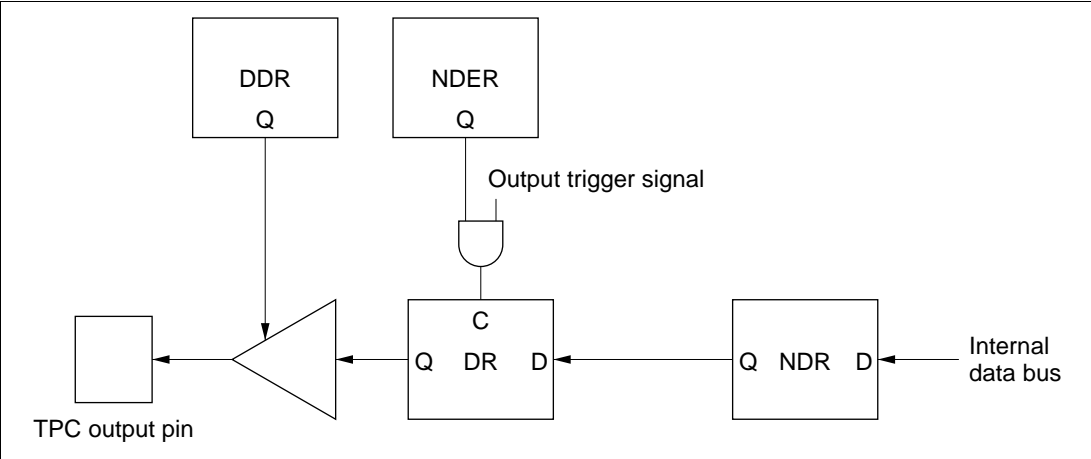 DDR
Q
NDER
Q
Output trigger signal
C
Q DR D
Q NDR D
Internal
data bus
TPC output pin